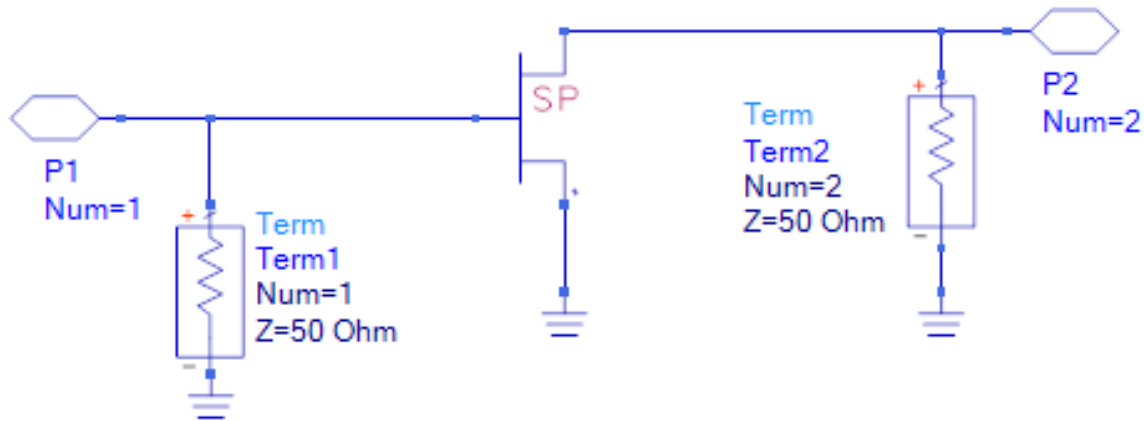 P1
Num=1
Term
Term1
Num=1
Z=50 Ohm
SP
Term
Term2
Num=2
Z=50 Ohm
P2
Num=2